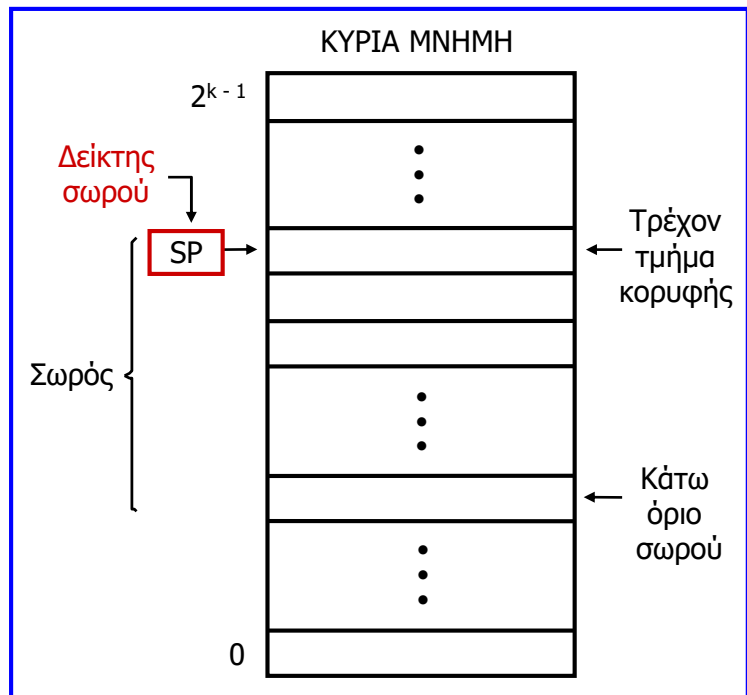 ΚΥΡΙΑ ΜΝΗΜΗ
2^{k - 1}
Δείκτης
σωρού
SP
Τρέχον
τμήμα
κορυφής
Σωρός
Κάτω
όριο
σωρού
0